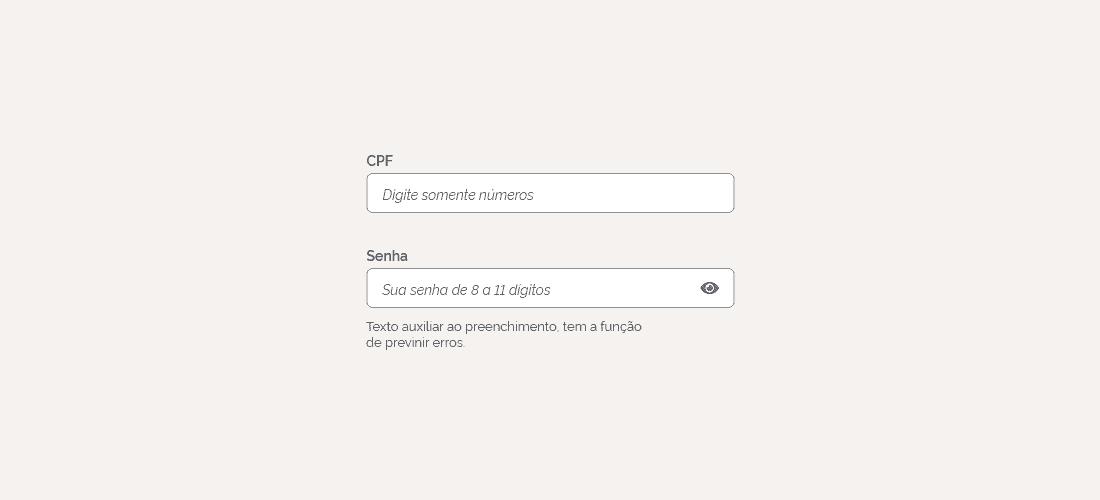 CPF
Digite somente números
Senha
Sua senha de 8 a 11 dígitos
Texto auxiliar ao preenchimento, tem a função
de previnir erros.